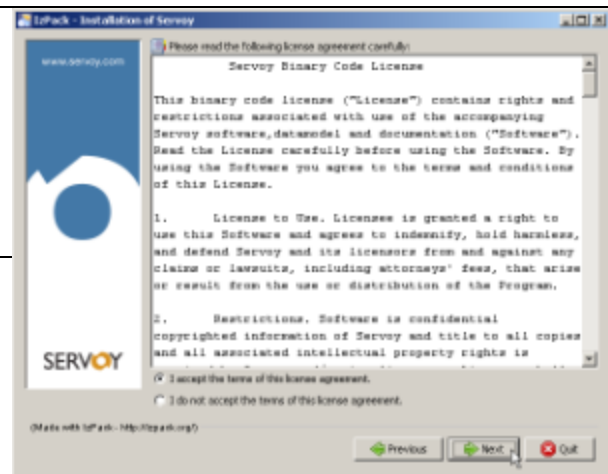 IzPack - Installation of Servoy
Please read the following license agreement carefully:
www.servoy.com
Servoy Binary Code License
This binary code license ("License") contains rights and
restrictions associated with use of the accompanying
Servoy software,datamodel and documentation ("Software").
Read the License carefully before using the Software. By
using the Software you agree to the terms and conditions
of this License.
1. License to Use. Licensee is granted a right to
use this Software and agrees to indemnify, hold harmless,
and defend Servoy and its licensors from and against any
claims or lawsuits, including attorneys' fees, that arise
or result from the use or distribution of the Program.
2. Restrictions. Software is confidential
copyrighted information of Servoy and title to all copies
and all associated intellectual property rights is
SERVOY
I accept the terms of this license agreement.
I do not accept the terms of this license agreement.
(Made with IzPack - http://izpack.org/)
Previous
Next
Quit